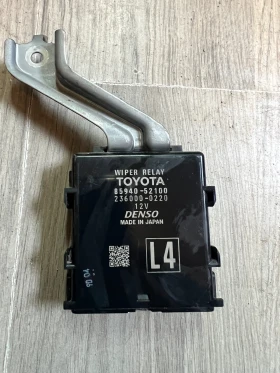 WIPER RELAY
TOYOTA
85940-52100
236000-0220
12V
DENSO
MADE IN JAPAN
L4